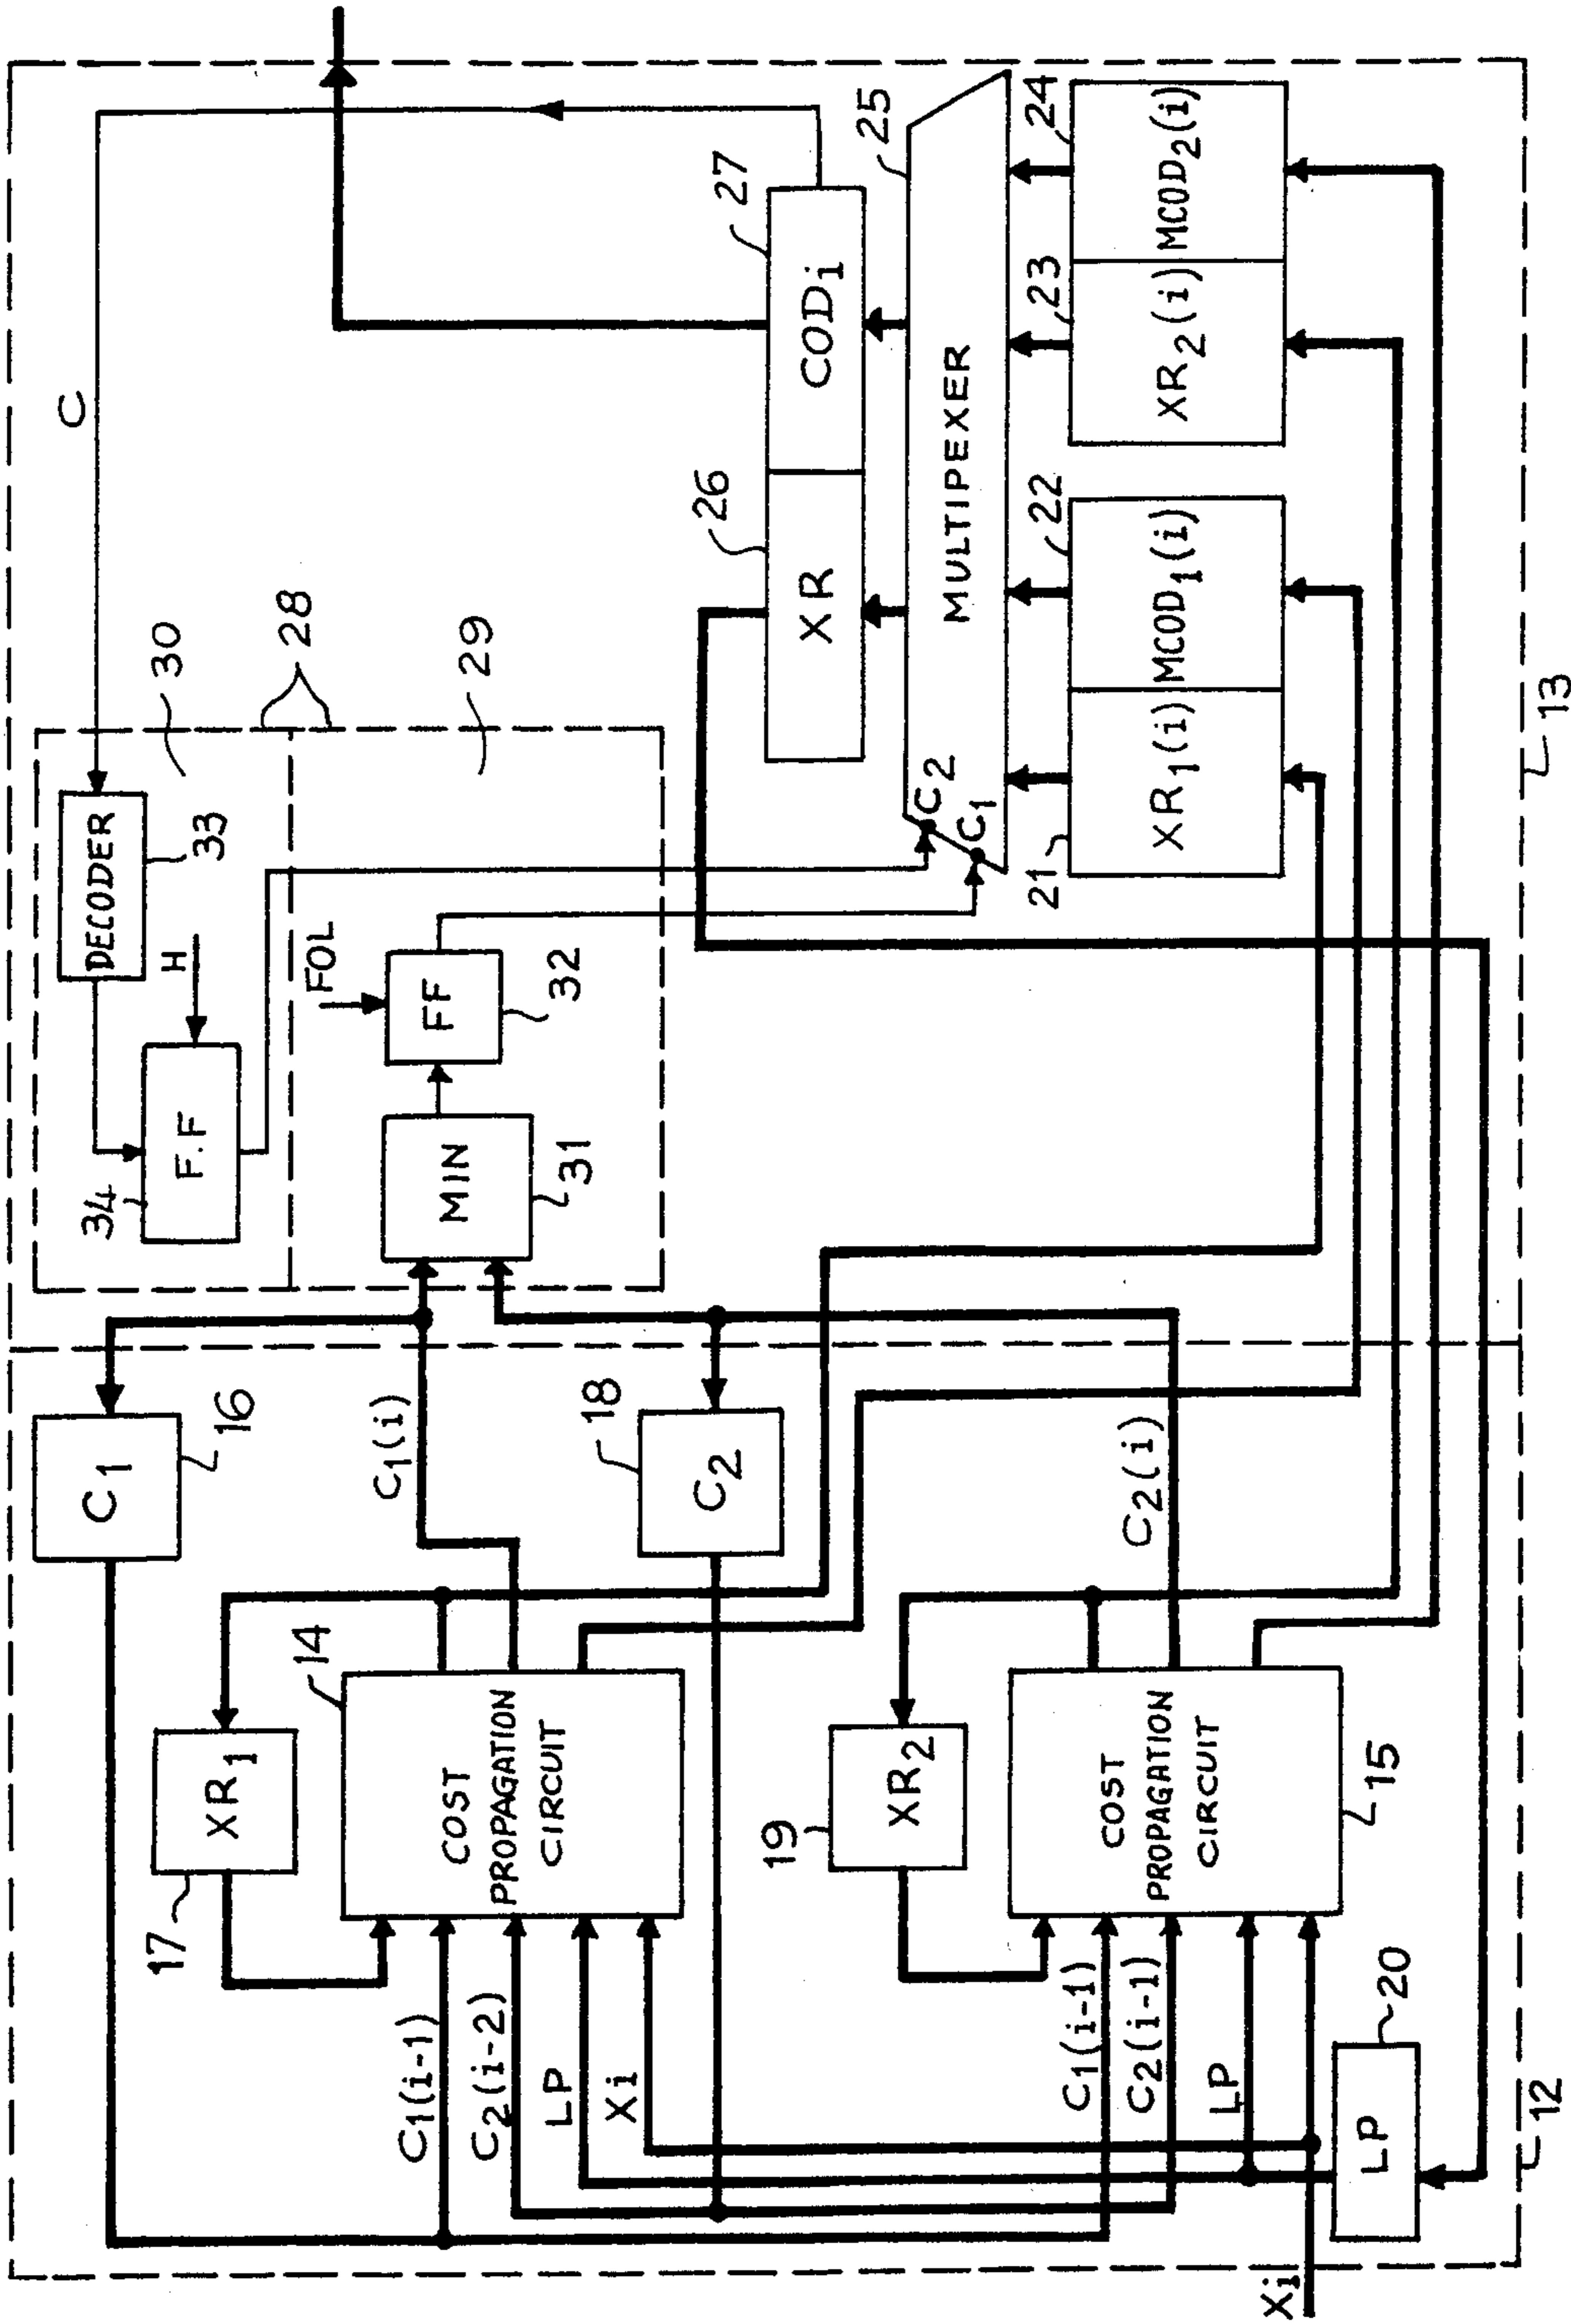 C
30
28
29
DECODER
33
H
F.F
34
FOL
FF
32
MIN
31
27
CODi
26
XR
25
MULTIPEXER
C2
C1
24
MCOD2(i)
23
XR2(i)
22
MCOD1(i)
21
XR1(i)
13
C1
16
C1(i)
18
C2
C2(i)
XR1
17
14
COST
PROPAGATION
CIRCUIT
19
XR2
COST
PROPAGATION
CIRCUIT
15
C1(i-1)
C2(i-2)
LP
Xi
C1(i-1)
C2(i-1)
LP
LP
20
12
Xi